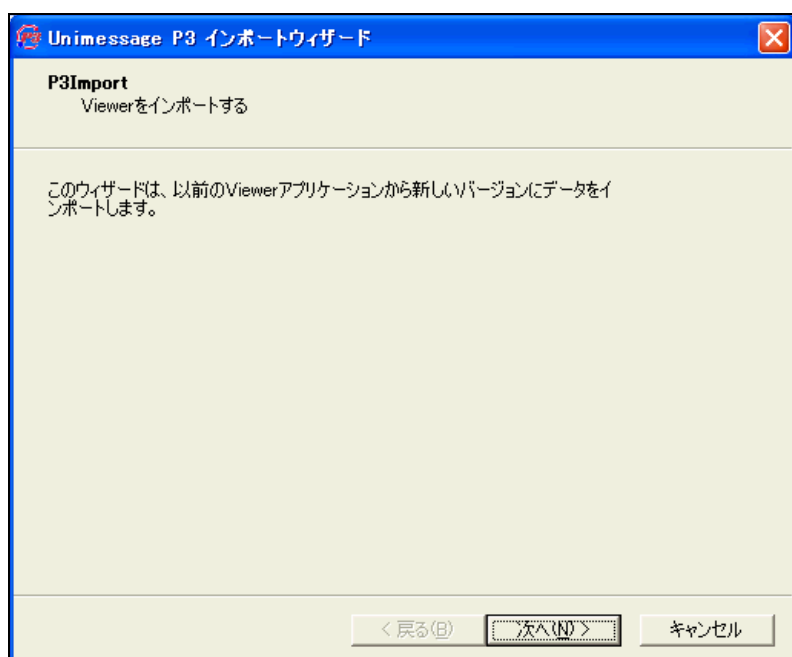 Unimessage P3 インポートウィザード
P3Import
Viewerをインポートする
このウィザードは、以前のViewerアプリケーションから新しいバージョンにデータをイ
ンポートします。
< 戻る(B)
次へ(N) >
キャンセル